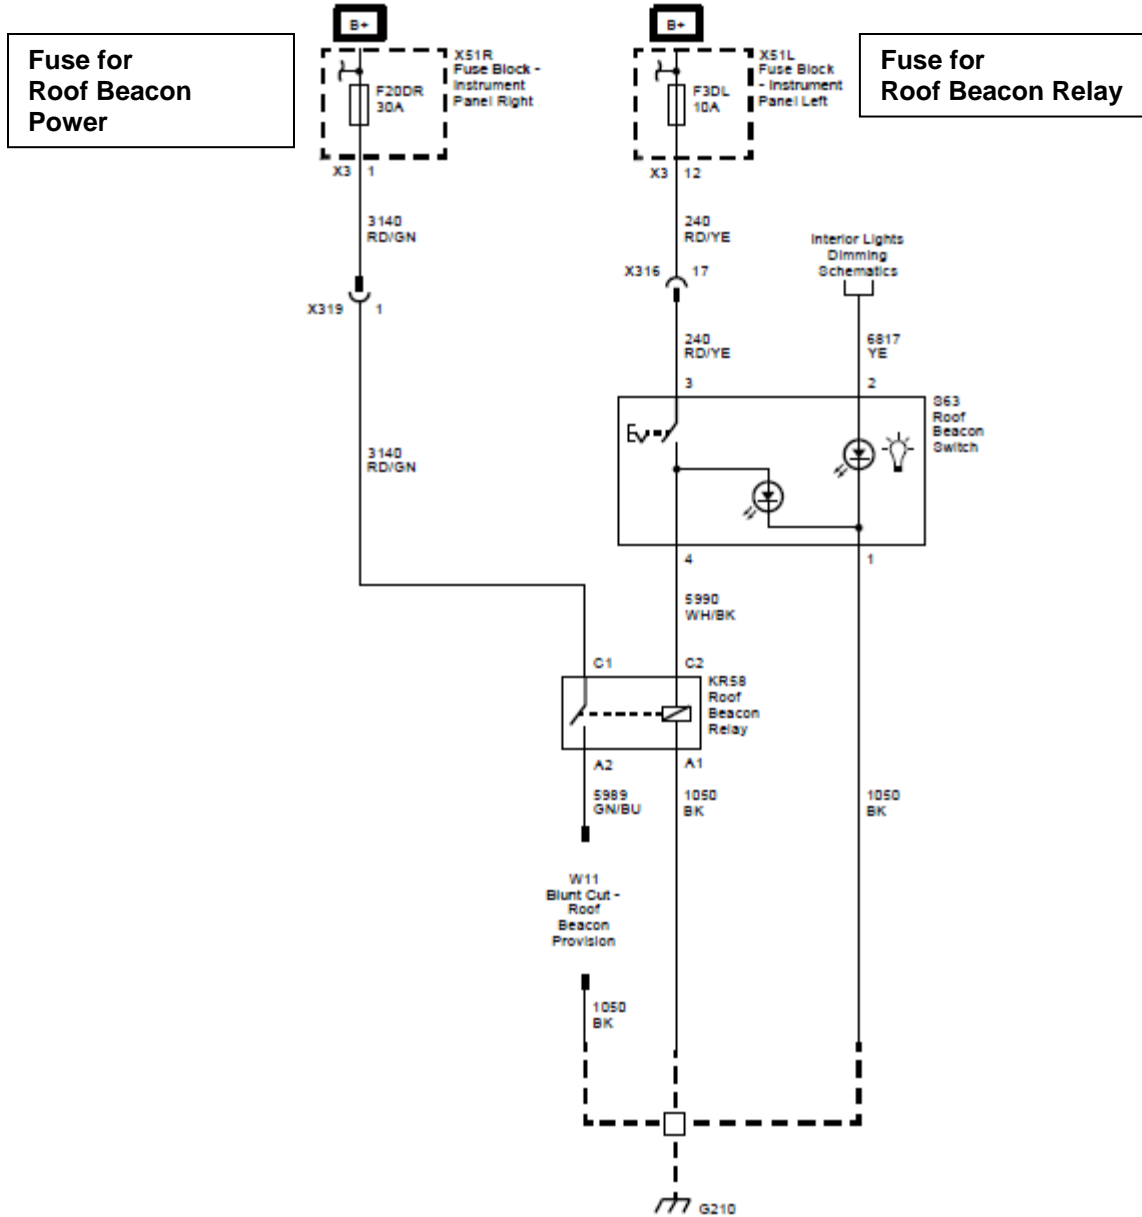 B+
B+
Fuse for
Roof Beacon
Power
X51R
Fuse Block -
Instrument
Panel Right
F20DR
30A
X51L
Fuse Block
- Instrument
Panel Left
F3DL
10A
Fuse for
Roof Beacon Relay
X3 1
X3 12
3140
RD/GN
240
RD/YE
Interior Lights
Dimming
Schematics
X316 17
X319 1
240
RD/YE
6817
YE
3
2
S63
Roof
Beacon
Switch
3140
RD/GN
4
1
5990
WH/BK
C1
C2
KR58
Roof
Beacon
Relay
A2
A1
5989
GN/BU
1050
BK
1050
BK
W11
Blunt Cut -
Roof
Beacon
Provision
1050
BK
G210